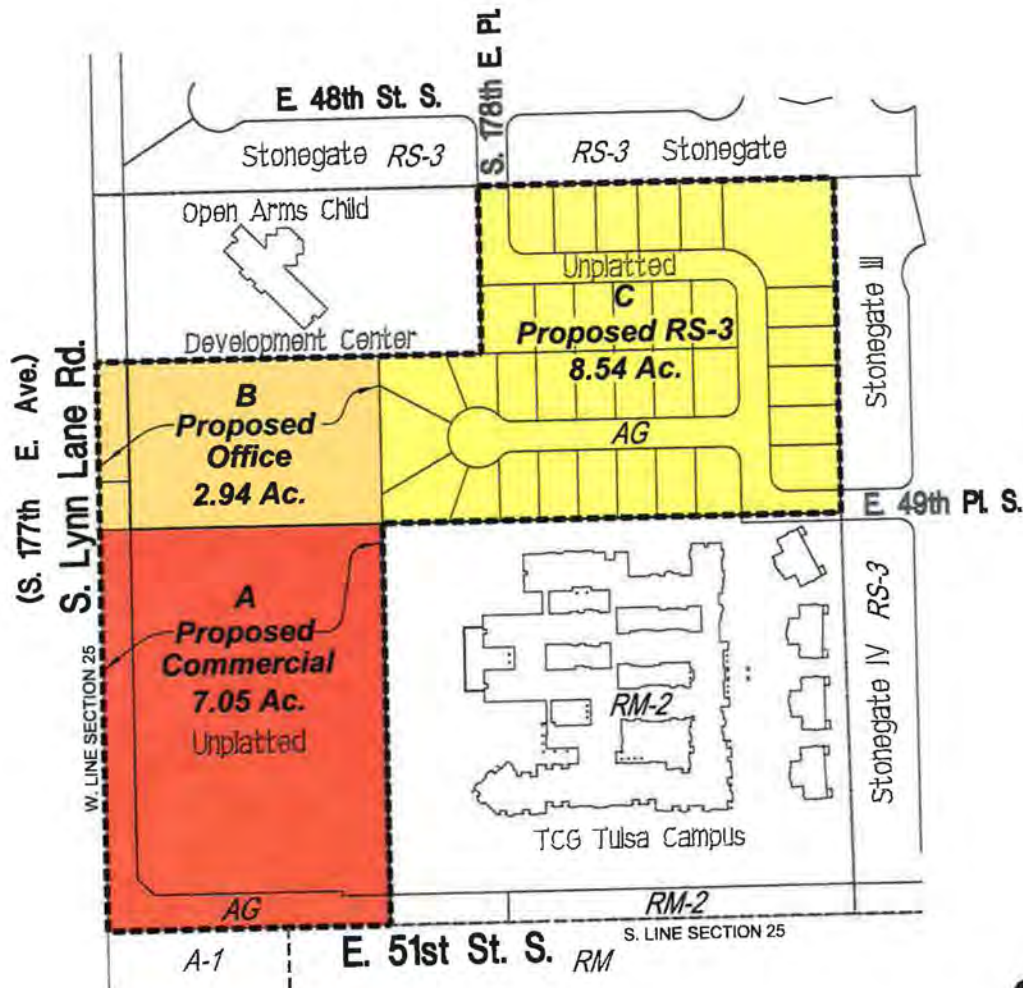 E. 48th St. S.
S. 178th E. Pl.
Stonegate RS-3
RS-3 Stonegate
Open Arms Child
Development Center
Unplatted
C
Proposed RS-3
8.54 Ac.
AG
Stonegate III
(S. 177th E. Ave.)
S. Lynn Lane Rd.
B
Proposed
Office
2.94 Ac.
E. 49th Pl. S.
A
Proposed
Commercial
7.05 Ac.
Unplatted
W. LINE SECTION 25
RM-2
TCG Tulsa Campus
Stonegate IV RS-3
AG
RM-2
S. LINE SECTION 25
A-1
E. 51st St. S.
RM